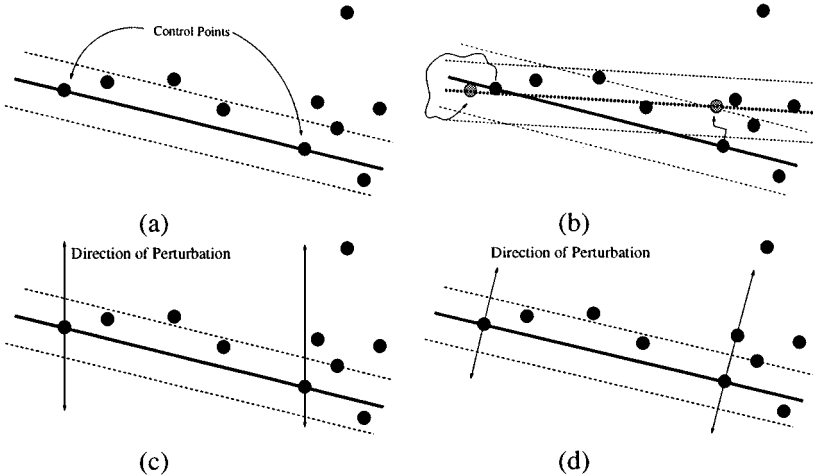 Control Points
(a)
(b)
Direction of Perturbation
Direction of Perturbation
(c)
(d)